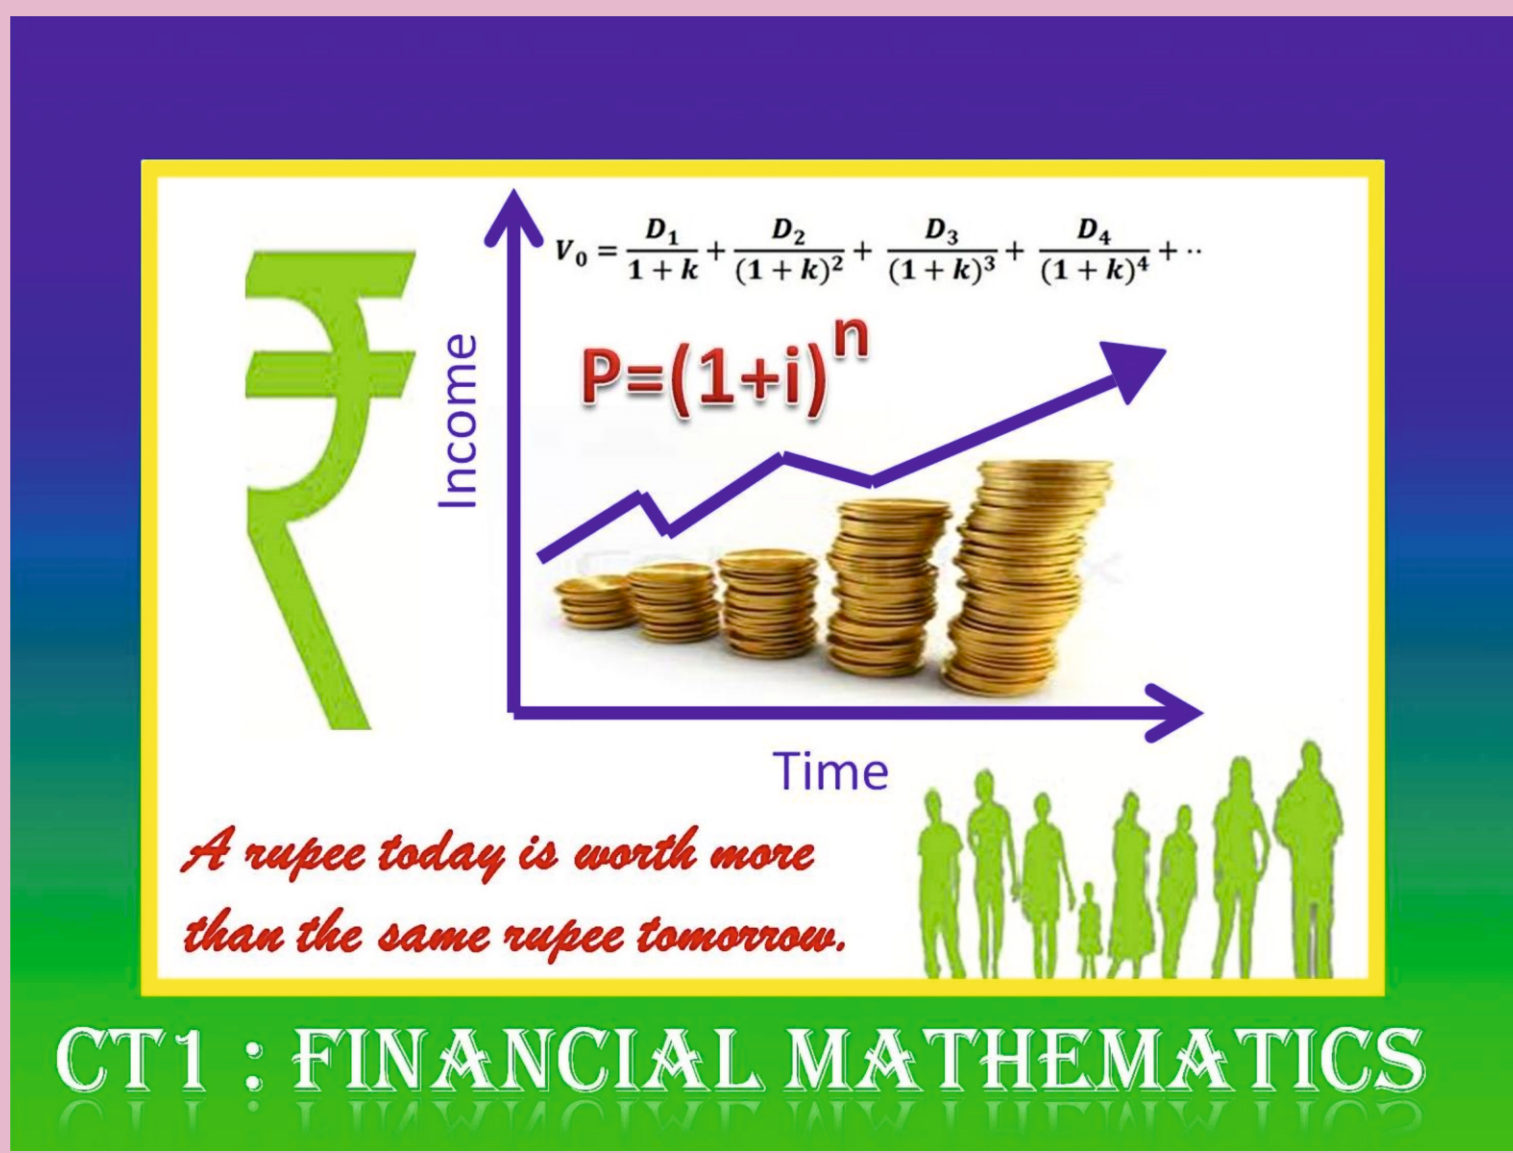 V₀ = D₁/(1 + k) + D₂/(1 + k)² + D₃/(1 + k)³ + D₄/(1 + k)⁴ + ··
P=(1+i)ⁿ
Income
Time
A rupee today is worth more
than the same rupee tomorrow.
CT1 : FINANCIAL MATHEMATICS